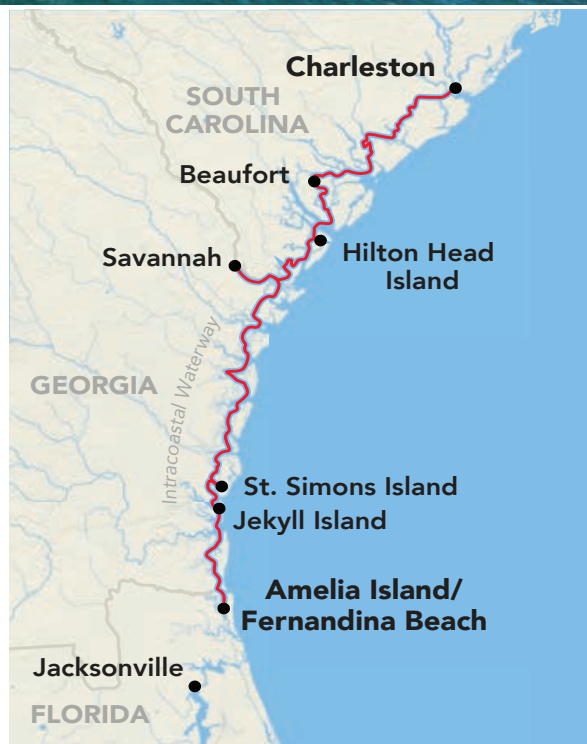 Charleston
SOUTH
CAROLINA
Beaufort
Hilton Head
Island
Savannah
Intracoastal Waterway
GEORGIA
St. Simons Island
Jekyll Island
Amelia Island/
Fernandina Beach
Jacksonville
FLORIDA